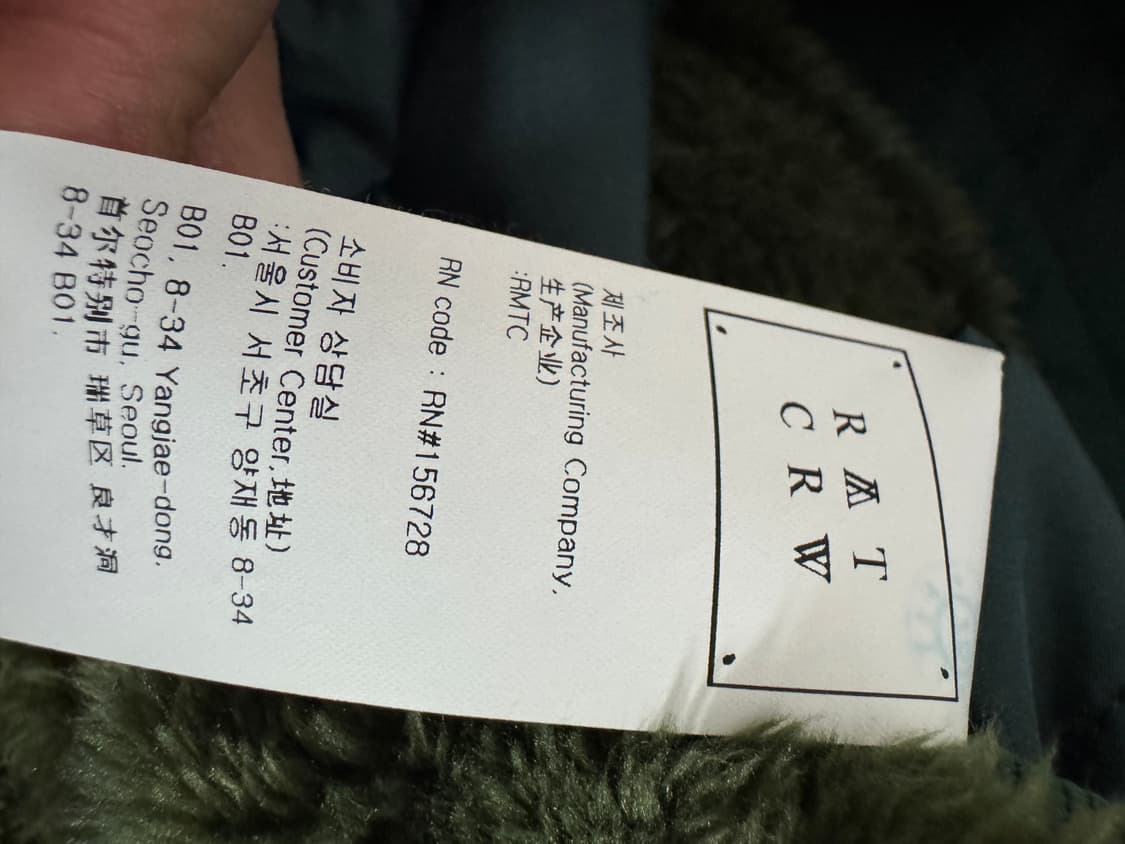 RAT
CRW
제조사
(Manufacturing Company,
生产企业)
:RMTC
RN code : RN#156728
소비자 상담실
(Customer Center,地址)
:서울시 서초구 양재동 8-34
B01.
B01, 8-34 Yangjae-dong,
Seocho-gu, Seoul.
首尔特别市 瑞草区 良才洞
8-34 B01.